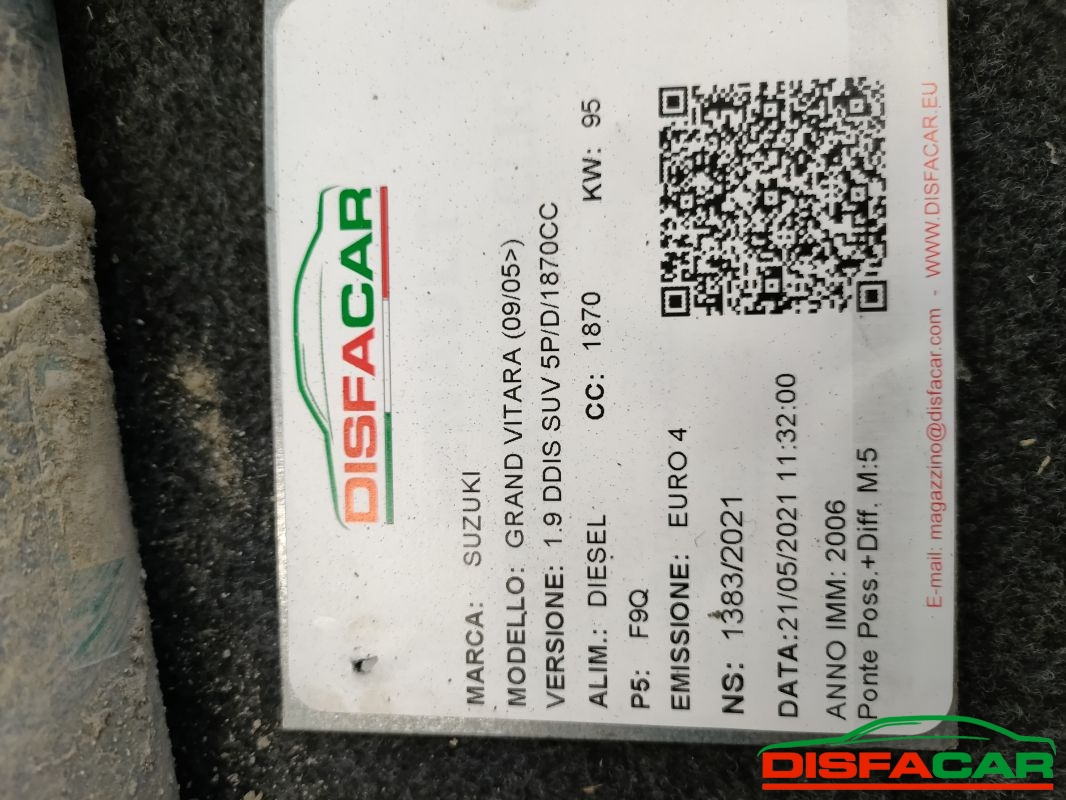 DISFACAR
MARCA: SUZUKI
MODELLO: GRAND VITARA (09/05>)
VERSIONE: 1.9 DDIS SUV 5P/D/1870CC
ALIM.: DIESEL CC: 1870 KW: 95
P5: F9Q
EMISSIONE: EURO 4
NS: 1383/2021
DATA:21/05/2021 11:32:00
ANNO IMM: 2006
Ponte Poss.+Diff. M:5
E-mail: magazzino@disfacar.com - WWW.DISFACAR.EU
DISFACAR